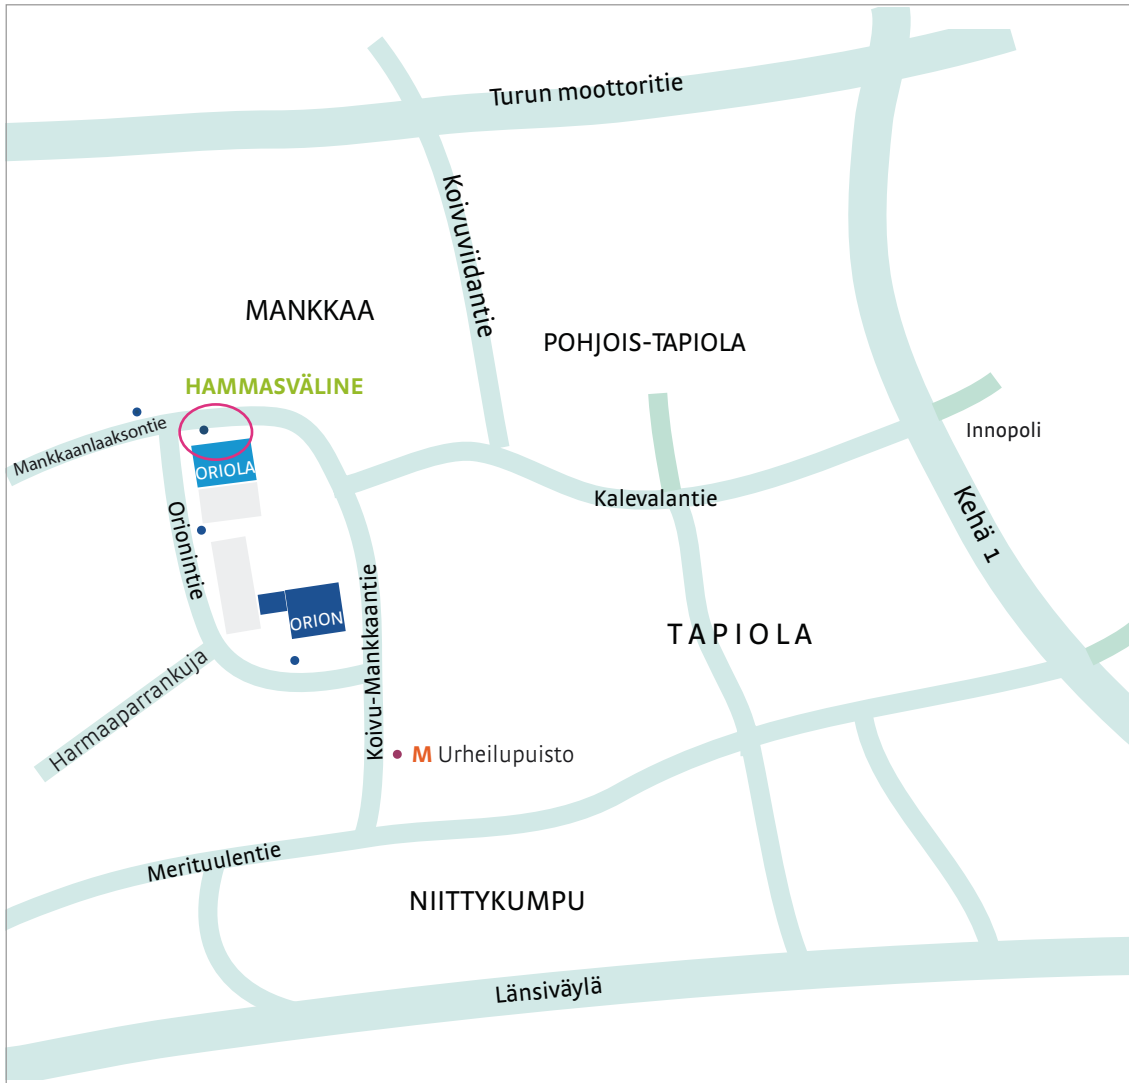 Turun moottoritie
Koivuviidantie
MANKKAA
POHJOIS-TAPIOLA
HAMMASVÄLINE
Mankkaanlaaksontie
Innopoli
ORIOLA
Kalevalantie
Kehä 1
Orionintie
ORION
Koivu-Mankkaantie
TAPIOLA
Harmaaparrankuja
M Urheilupuisto
Merituulentie
NIITTYKUMPU
Länsiväylä